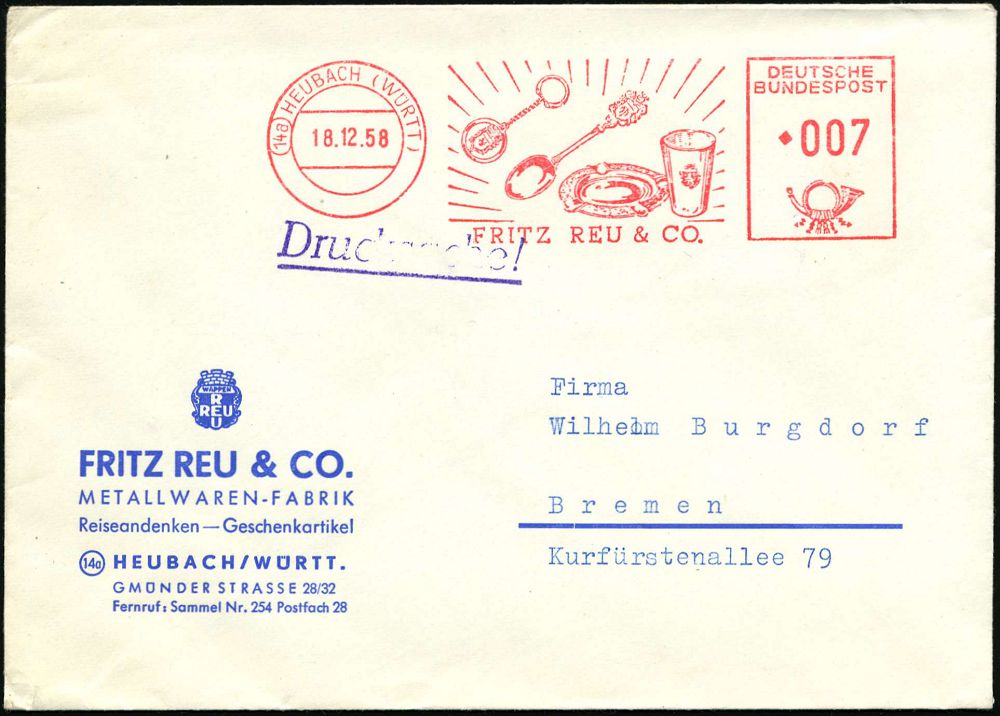 (14a) HEUBACH (WÜRTT)
18.12.58
DEUTSCHE
BUNDESPOST
007
FRITZ REU & CO.
Drucksache!
WAPPEN
REU
REU
FRITZ REU & CO.
METALLWAREN-FABRIK
Reiseandenken — Geschenkartikel
14a HEUBACH/WÜRTT.
GMÜNDER STRASSE 28/32
Fernruf: Sammel Nr. 254 Postfach 28
Firma
Wilhelm Burgdorf
Bremen
Kurfürstenallee 79